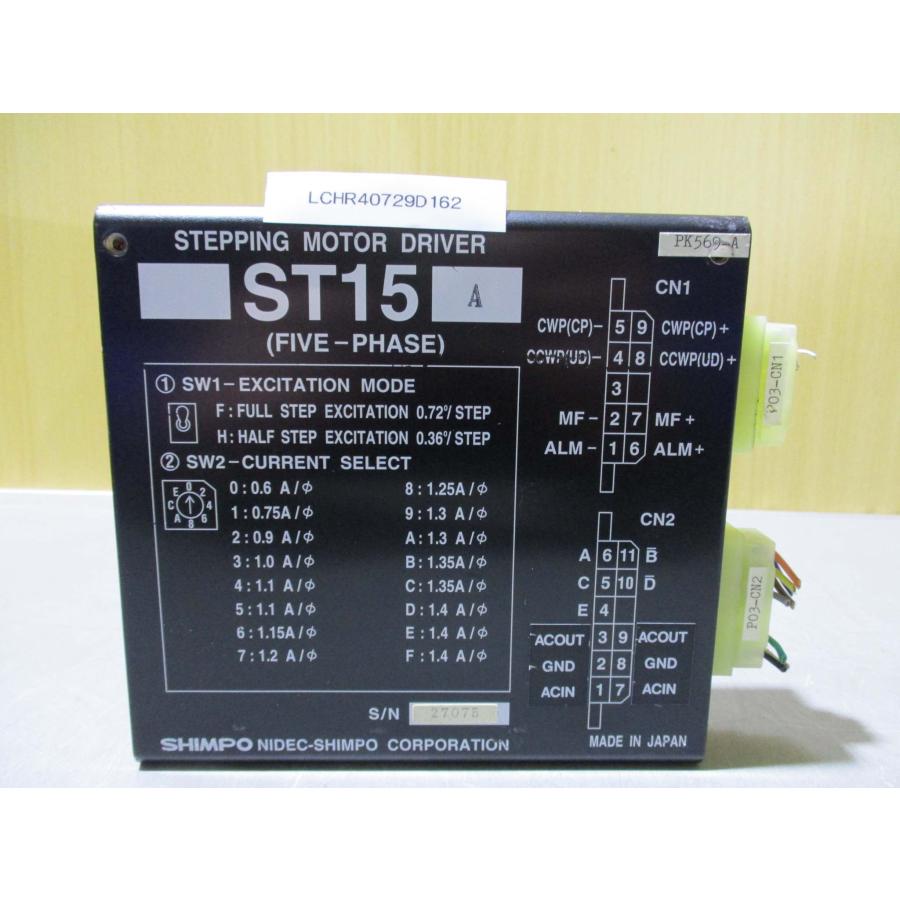 LCHR40729D162
STEPPING MOTOR DRIVER
ST15 A
(FIVE-PHASE)
① SW1-EXCITATION MODE
F: FULL STEP EXCITATION 0.72°/STEP
H: HALF STEP EXCITATION 0.36°/STEP
② SW2-CURRENT SELECT
E 0 2
C 4
A 8 6
0: 0.6 A/φ
1: 0.75A/φ
2: 0.9 A/φ
3: 1.0 A/φ
4: 1.1 A/φ
5: 1.1 A/φ
6: 1.15A/φ
7: 1.2 A/φ
8: 1.25A/φ
9: 1.3 A/φ
A: 1.3 A/φ
B: 1.35A/φ
C: 1.35A/φ
D: 1.4 A/φ
E: 1.4 A/φ
F: 1.4 A/φ
S/N 27075
SHIMPO NIDEC-SHIMPO CORPORATION
PK569-A
CN1
CWP(CP)- 5 9 CWP(CP)+
CCWP(UD)- 4 8 CCWP(UD)+
3
MF- 2 7 MF+
ALM- 1 6 ALM+
CN2
A 6 11 B̅
C 5 10 D̅
E 4
ACOUT 3 9 ACOUT
GND 2 8 GND
ACIN 1 7 ACIN
MADE IN JAPAN
P03-CN1
P03-CN2